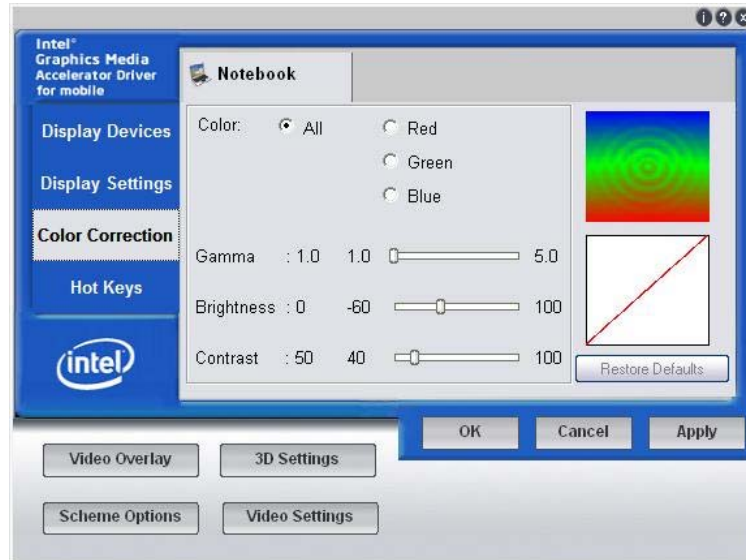 Intel®
Graphics Media
Accelerator Driver
for mobile
Notebook
Display Devices
Display Settings
Color Correction
Hot Keys
intel
Color: All Red
Green
Blue
Gamma : 1.0 1.0 5.0
Brightness : 0 -60 100
Contrast : 50 40 100
Restore Defaults
OK Cancel Apply
Video Overlay 3D Settings
Scheme Options Video Settings